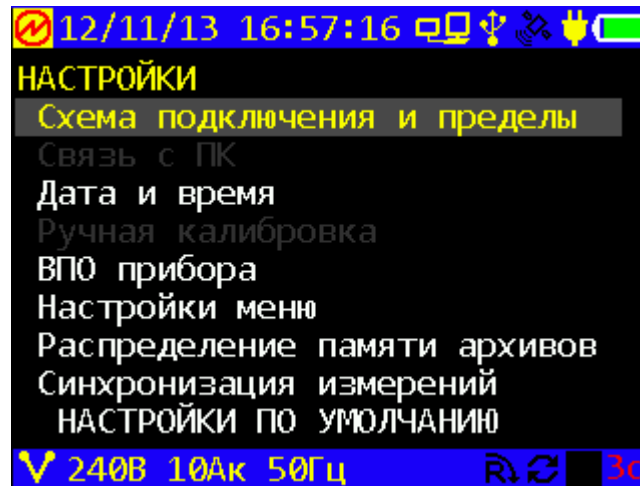 12/11/13 16:57:16
НАСТРОЙКИ
Схема подключения и пределы
Связь с ПК
Дата и время
Ручная калибровка
ВПО прибора
Настройки меню
Распределение памяти архивов
Синхронизация измерений
НАСТРОЙКИ ПО УМОЛЧАНИЮ
240В 10Ак 50Гц R 3с